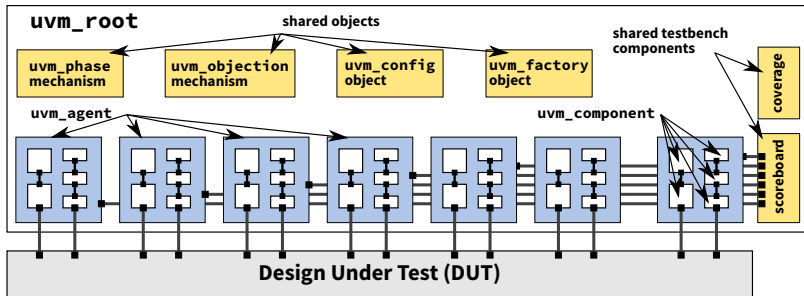 uvm_root
shared objects
shared testbench
components
uvm_phase
mechanism
uvm_objection
mechanism
uvm_config
object
uvm_factory
object
coverage
uvm_agent
uvm_component
scoreboard
Design Under Test (DUT)